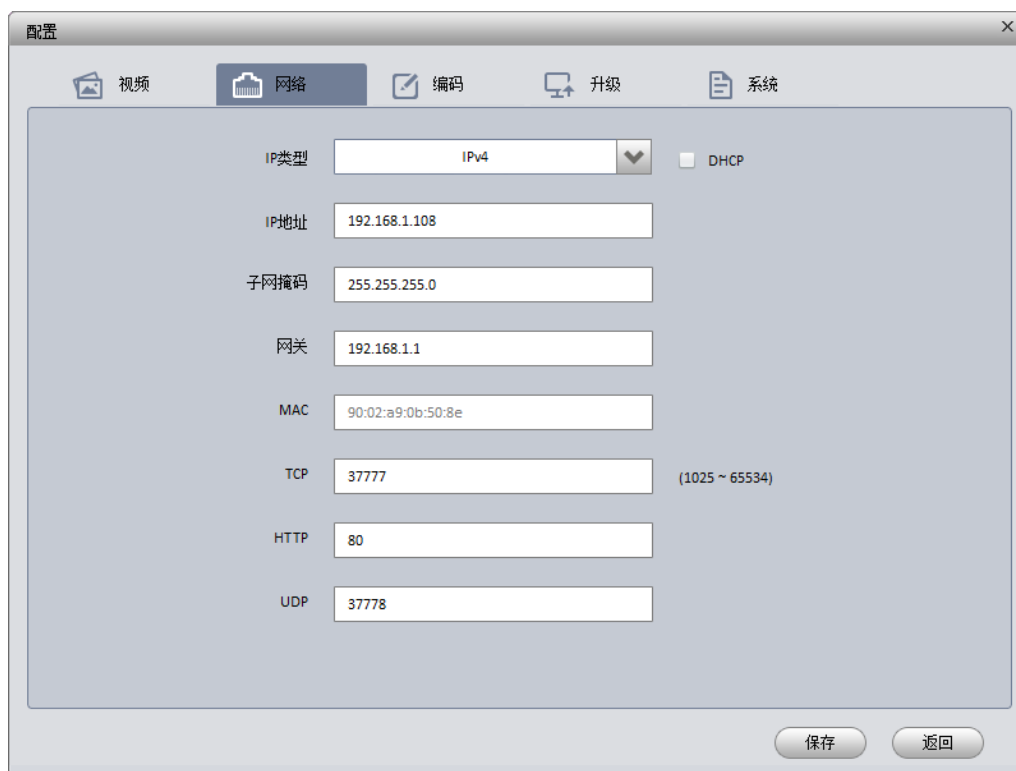 配置
视频 网络 编码 升级 系统
IP类型 IPv4 DHCP
IP地址 192.168.1.108
子网掩码 255.255.255.0
网关 192.168.1.1
MAC 90:02:a9:0b:50:8e
TCP 37777 (1025 ~ 65534)
HTTP 80
UDP 37778
保存 返回